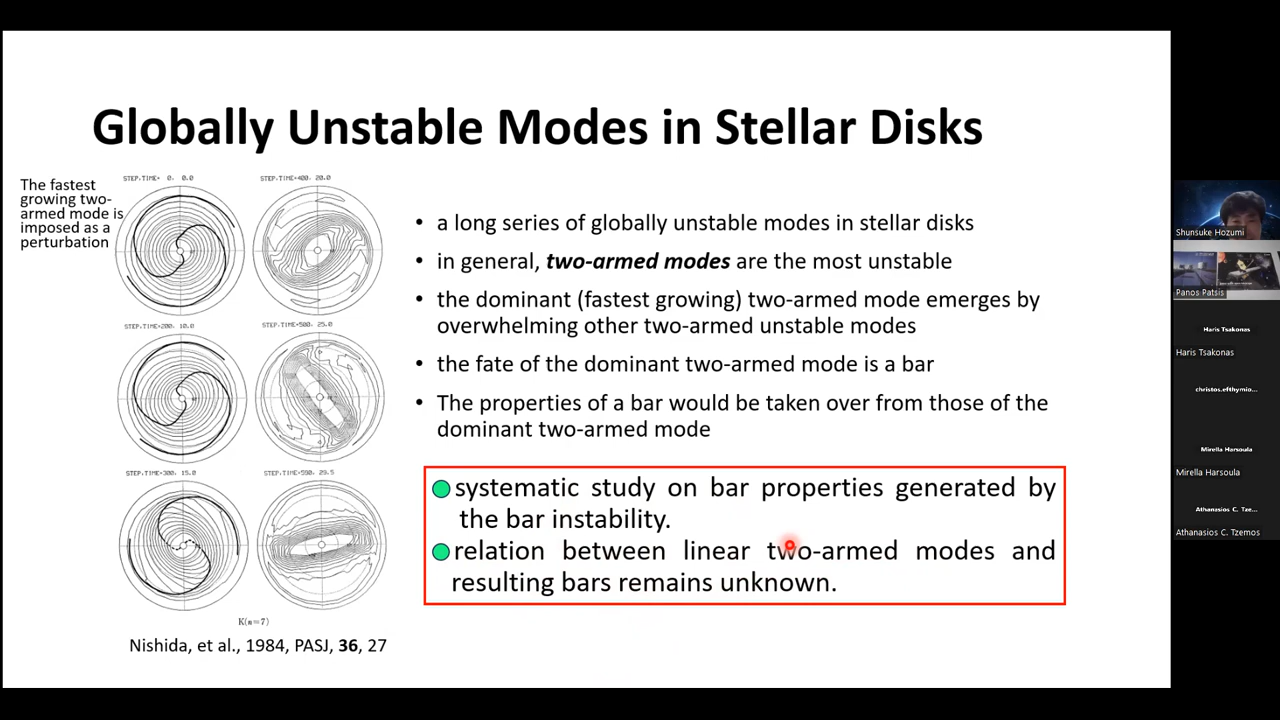 Globally Unstable Modes in Stellar Disks
The fastest
growing two-
armed mode is
imposed as a
perturbation
STEP,TIME= 0, 0.0
STEP,TIME=400, 20.0
STEP,TIME=200, 10.0
STEP,TIME=500, 25.0
STEP,TIME=300, 15.0
STEP,TIME=590, 29.5
K(n=7)
Nishida, et al., 1984, PASJ, 36, 27
• a long series of globally unstable modes in stellar disks
• in general, two-armed modes are the most unstable
• the dominant (fastest growing) two-armed mode emerges by
overwhelming other two-armed unstable modes
• the fate of the dominant two-armed mode is a bar
• The properties of a bar would be taken over from those of the
dominant two-armed mode
systematic study on bar properties generated by
the bar instability.
relation between linear two-armed modes and
resulting bars remains unknown.
Shunsuke Hozumi
Panos Patsis
Haris Tsakonas
Haris Tsakonas
christos.efthymio...
Mirella Harsoula
Mirella Harsoula
Athanasios C. Tze...
Athanasios C. Tzemos